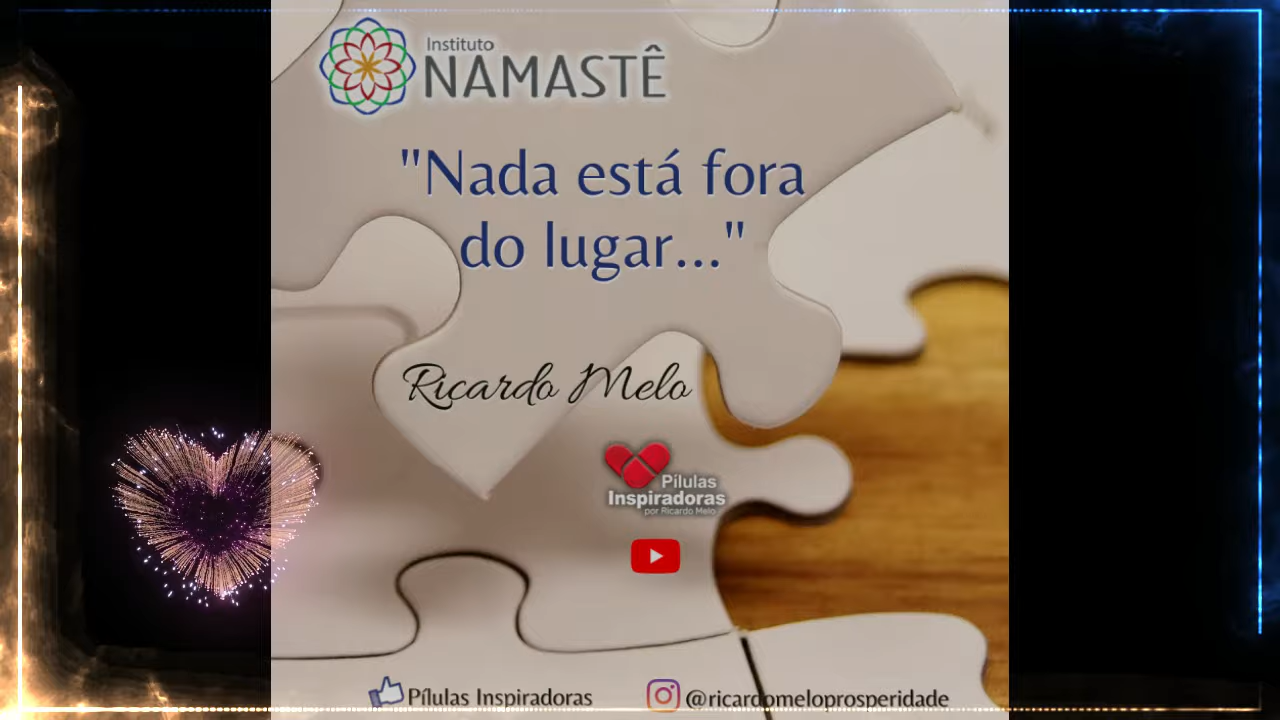 Instituto
NAMASTÊ
"Nada está fora
do lugar..."
Ricardo Melo
Pílulas
Inspiradoras
por Ricardo Melo
Pílulas Inspiradoras
@ricardomeloprosperidade